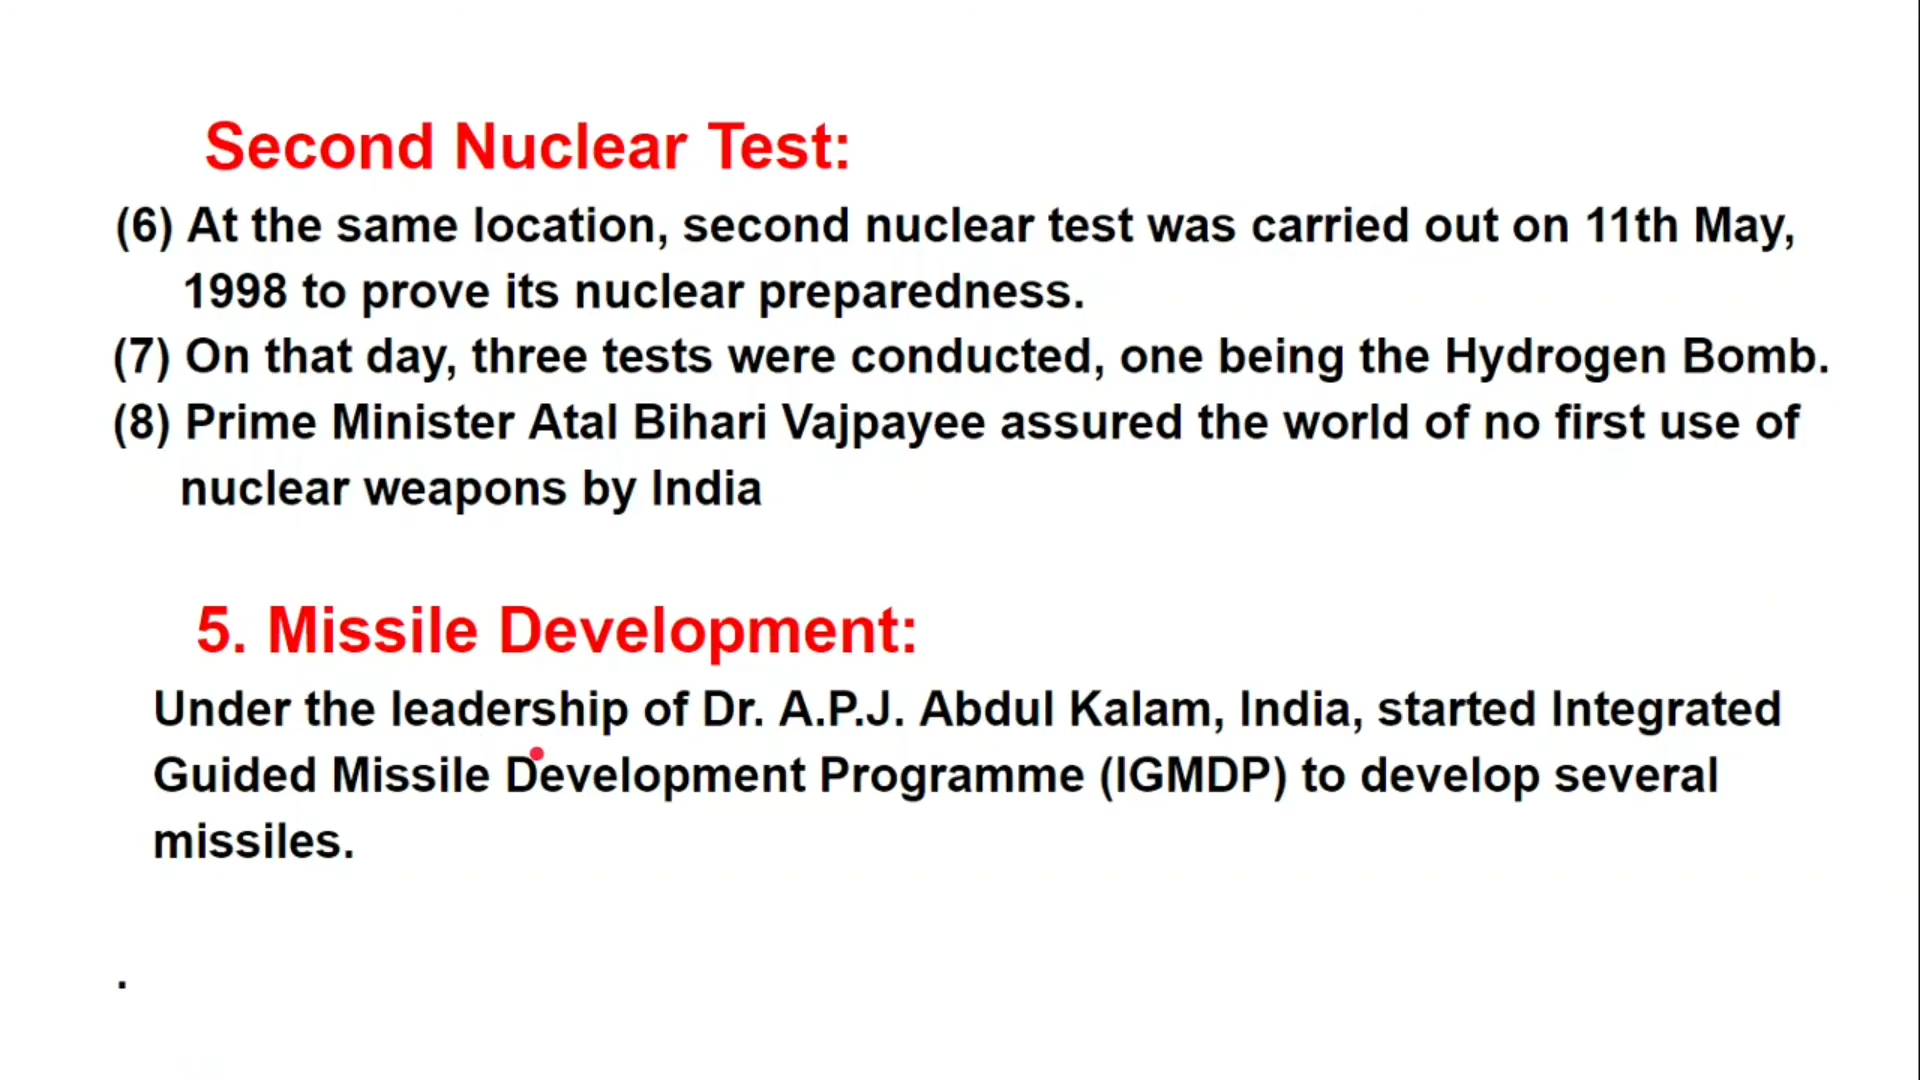 Second Nuclear Test:
(6) At the same location, second nuclear test was carried out on 11th May,
1998 to prove its nuclear preparedness.
(7) On that day, three tests were conducted, one being the Hydrogen Bomb.
(8) Prime Minister Atal Bihari Vajpayee assured the world of no first use of
nuclear weapons by India
5. Missile Development:
Under the leadership of Dr. A.P.J. Abdul Kalam, India, started Integrated
Guided Missile Development Programme (IGMDP) to develop several
missiles.
.